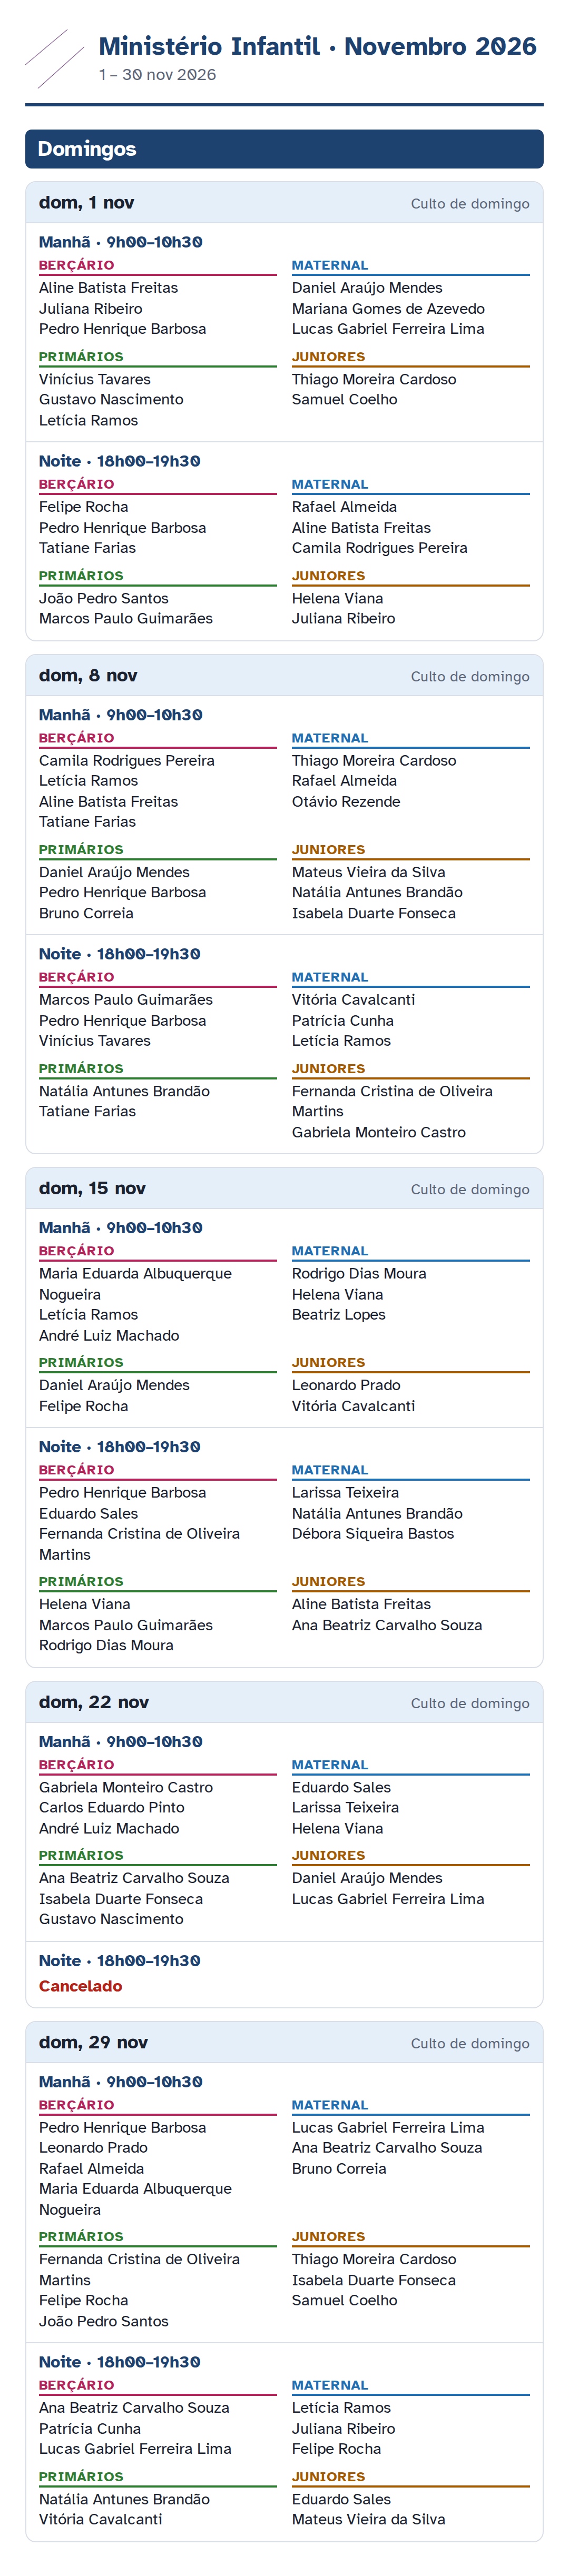 Ministério Infantil · Novembro 2026
1 – 30 nov 2026
Domingos
dom, 1 nov
Culto de domingo
Manhã · 9h00–10h30
BERÇÁRIO
Aline Batista Freitas
Juliana Ribeiro
Pedro Henrique Barbosa
MATERNAL
Daniel Araújo Mendes
Mariana Gomes de Azevedo
Lucas Gabriel Ferreira Lima
PRIMÁRIOS
Vinícius Tavares
Gustavo Nascimento
Letícia Ramos
JUNIORES
Thiago Moreira Cardoso
Samuel Coelho
Noite · 18h00–19h30
BERÇÁRIO
Felipe Rocha
Pedro Henrique Barbosa
Tatiane Farias
MATERNAL
Rafael Almeida
Aline Batista Freitas
Camila Rodrigues Pereira
PRIMÁRIOS
João Pedro Santos
Marcos Paulo Guimarães
JUNIORES
Helena Viana
Juliana Ribeiro
dom, 8 nov
Culto de domingo
Manhã · 9h00–10h30
BERÇÁRIO
Camila Rodrigues Pereira
Letícia Ramos
Aline Batista Freitas
Tatiane Farias
MATERNAL
Thiago Moreira Cardoso
Rafael Almeida
Otávio Rezende
PRIMÁRIOS
Daniel Araújo Mendes
Pedro Henrique Barbosa
Bruno Correia
JUNIORES
Mateus Vieira da Silva
Natália Antunes Brandão
Isabela Duarte Fonseca
Noite · 18h00–19h30
BERÇÁRIO
Marcos Paulo Guimarães
Pedro Henrique Barbosa
Vinícius Tavares
MATERNAL
Vitória Cavalcanti
Patrícia Cunha
Letícia Ramos
PRIMÁRIOS
Natália Antunes Brandão
Tatiane Farias
JUNIORES
Fernanda Cristina de Oliveira
Martins
Gabriela Monteiro Castro
dom, 15 nov
Culto de domingo
Manhã · 9h00–10h30
BERÇÁRIO
Maria Eduarda Albuquerque
Nogueira
Letícia Ramos
André Luiz Machado
MATERNAL
Rodrigo Dias Moura
Helena Viana
Beatriz Lopes
PRIMÁRIOS
Daniel Araújo Mendes
Felipe Rocha
JUNIORES
Leonardo Prado
Vitória Cavalcanti
Noite · 18h00–19h30
BERÇÁRIO
Pedro Henrique Barbosa
Eduardo Sales
Fernanda Cristina de Oliveira
Martins
MATERNAL
Larissa Teixeira
Natália Antunes Brandão
Débora Siqueira Bastos
PRIMÁRIOS
Helena Viana
Marcos Paulo Guimarães
Rodrigo Dias Moura
JUNIORES
Aline Batista Freitas
Ana Beatriz Carvalho Souza
dom, 22 nov
Culto de domingo
Manhã · 9h00–10h30
BERÇÁRIO
Gabriela Monteiro Castro
Carlos Eduardo Pinto
André Luiz Machado
MATERNAL
Eduardo Sales
Larissa Teixeira
Helena Viana
PRIMÁRIOS
Ana Beatriz Carvalho Souza
Isabela Duarte Fonseca
Gustavo Nascimento
JUNIORES
Daniel Araújo Mendes
Lucas Gabriel Ferreira Lima
Noite · 18h00–19h30
Cancelado
dom, 29 nov
Culto de domingo
Manhã · 9h00–10h30
BERÇÁRIO
Pedro Henrique Barbosa
Leonardo Prado
Rafael Almeida
Maria Eduarda Albuquerque
Nogueira
MATERNAL
Lucas Gabriel Ferreira Lima
Ana Beatriz Carvalho Souza
Bruno Correia
PRIMÁRIOS
Fernanda Cristina de Oliveira
Martins
Felipe Rocha
João Pedro Santos
JUNIORES
Thiago Moreira Cardoso
Isabela Duarte Fonseca
Samuel Coelho
Noite · 18h00–19h30
BERÇÁRIO
Ana Beatriz Carvalho Souza
Patrícia Cunha
Lucas Gabriel Ferreira Lima
MATERNAL
Letícia Ramos
Juliana Ribeiro
Felipe Rocha
PRIMÁRIOS
Natália Antunes Brandão
Vitória Cavalcanti
JUNIORES
Eduardo Sales
Mateus Vieira da Silva